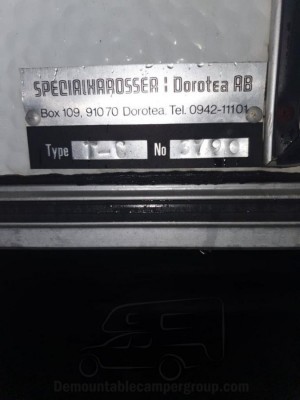 SPECIALKAROSSER I Dorotea AB
Box 109, 910 70 Dorotea. Tel. 0942-11101
Type No
Demountablecampergroup.com